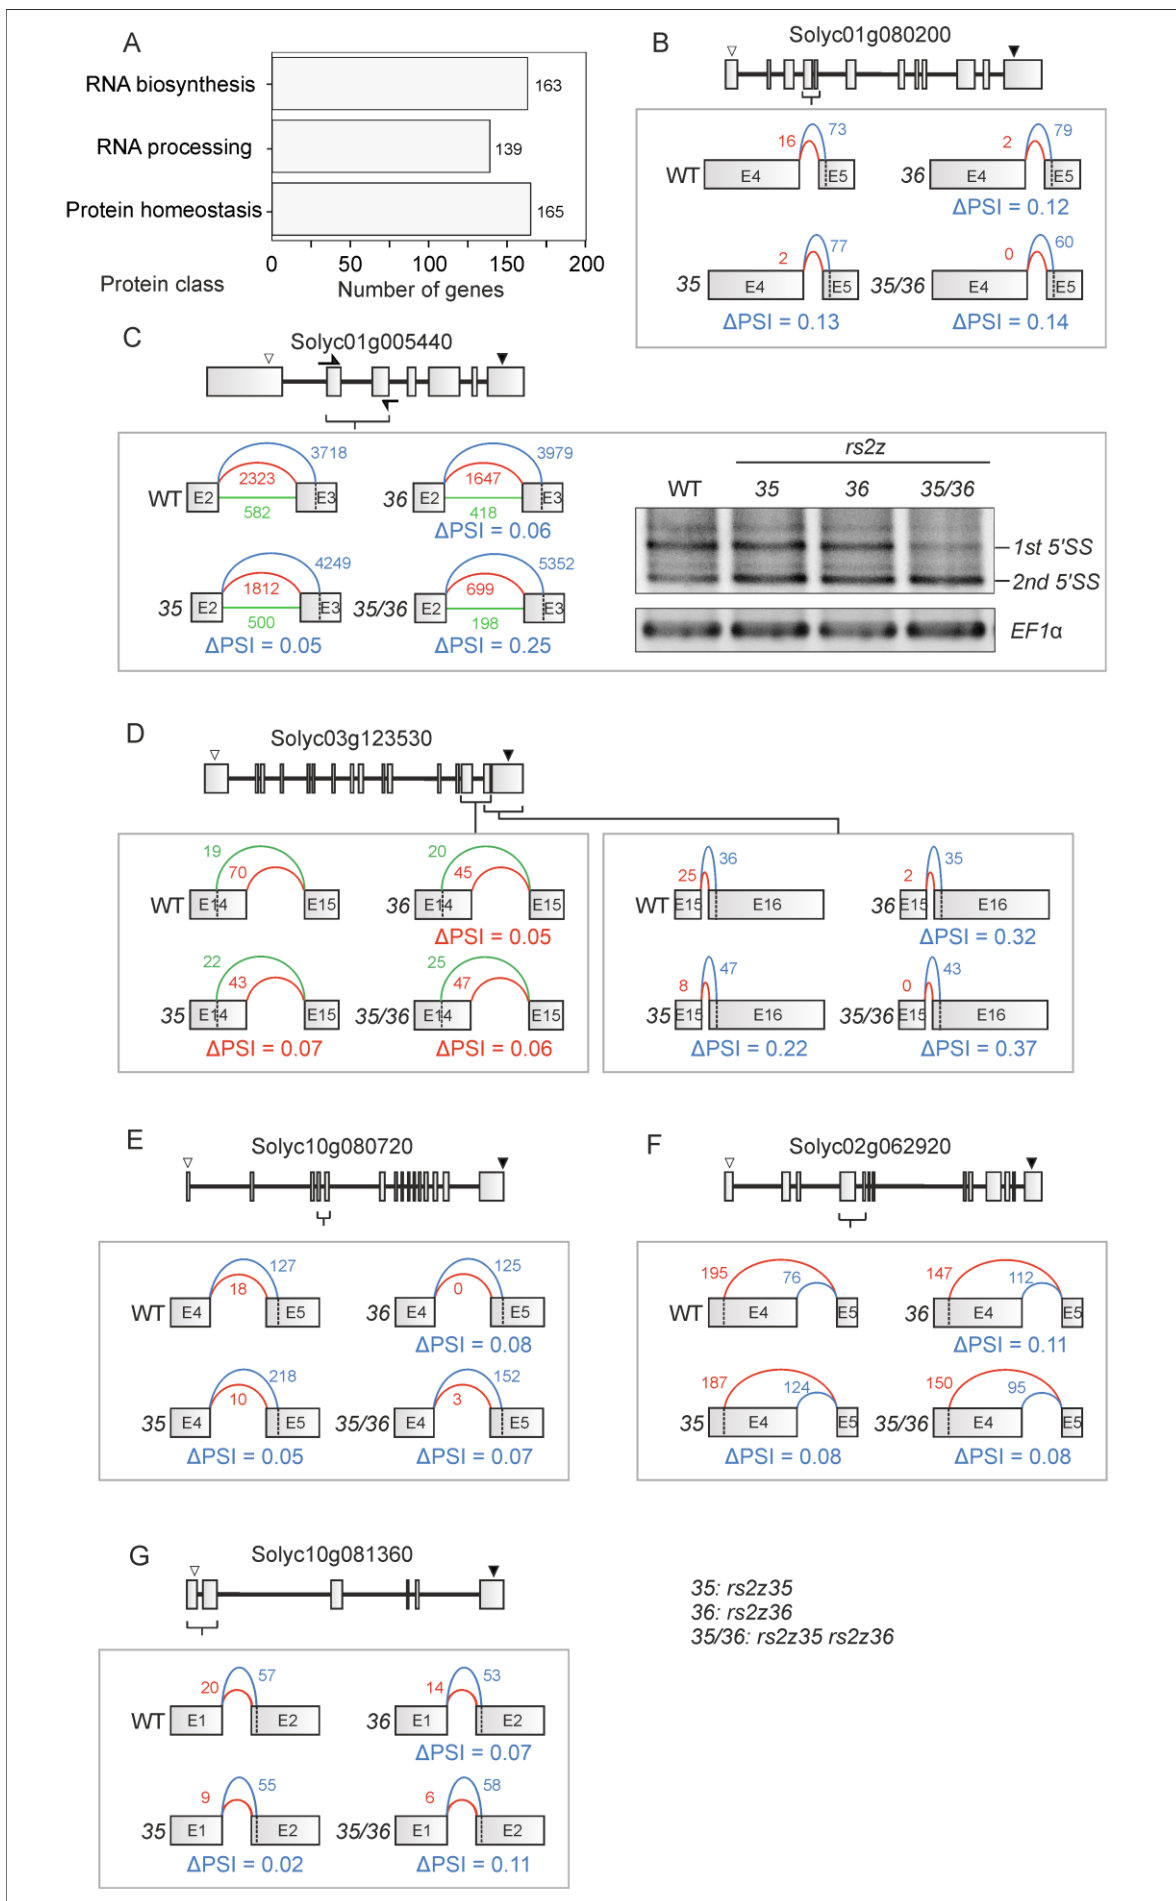 A
RNA biosynthesis
163
RNA processing
139
Protein homeostasis
165
0 50 100 150 200
Protein class
Number of genes
B
Solyc01g080200
16 73
WT E4 E5
2 79
36 E4 E5
ΔPSI = 0.12
2 77
35 E4 E5
ΔPSI = 0.13
0 60
35/36 E4 E5
ΔPSI = 0.14
C
Solyc01g005440
3718
2323
WT E2 E3
582
3979
1647
36 E2 E3
418
ΔPSI = 0.06
4249
1812
35 E2 E3
500
ΔPSI = 0.05
5352
699
35/36 E2 E3
198
ΔPSI = 0.25
rs2z
WT 35 36 35/36
1st 5'SS
2nd 5'SS
EF1α
D
Solyc03g123530
19
70
WT E14 E15
20
45
36 E14 E15
ΔPSI = 0.05
22
43
35 E14 E15
ΔPSI = 0.07
25
47
35/36 E14 E15
ΔPSI = 0.06
36
25
WT E15 E16
35
2
36 E15 E16
ΔPSI = 0.32
47
8
35 E15 E16
ΔPSI = 0.22
43
0
35/36 E15 E16
ΔPSI = 0.37
E
Solyc10g080720
127
18
WT E4 E5
125
0
36 E4 E5
ΔPSI = 0.08
218
10
35 E4 E5
ΔPSI = 0.05
152
3
35/36 E4 E5
ΔPSI = 0.07
F
Solyc02g062920
195
76
WT E4 E5
147
112
36 E4 E5
ΔPSI = 0.11
187
124
35 E4 E5
ΔPSI = 0.08
150
95
35/36 E4 E5
ΔPSI = 0.08
G
Solyc10g081360
57
20
WT E1 E2
53
14
36 E1 E2
ΔPSI = 0.07
55
9
35 E1 E2
ΔPSI = 0.02
58
6
35/36 E1 E2
ΔPSI = 0.11
35: rs2z35
36: rs2z36
35/36: rs2z35 rs2z36